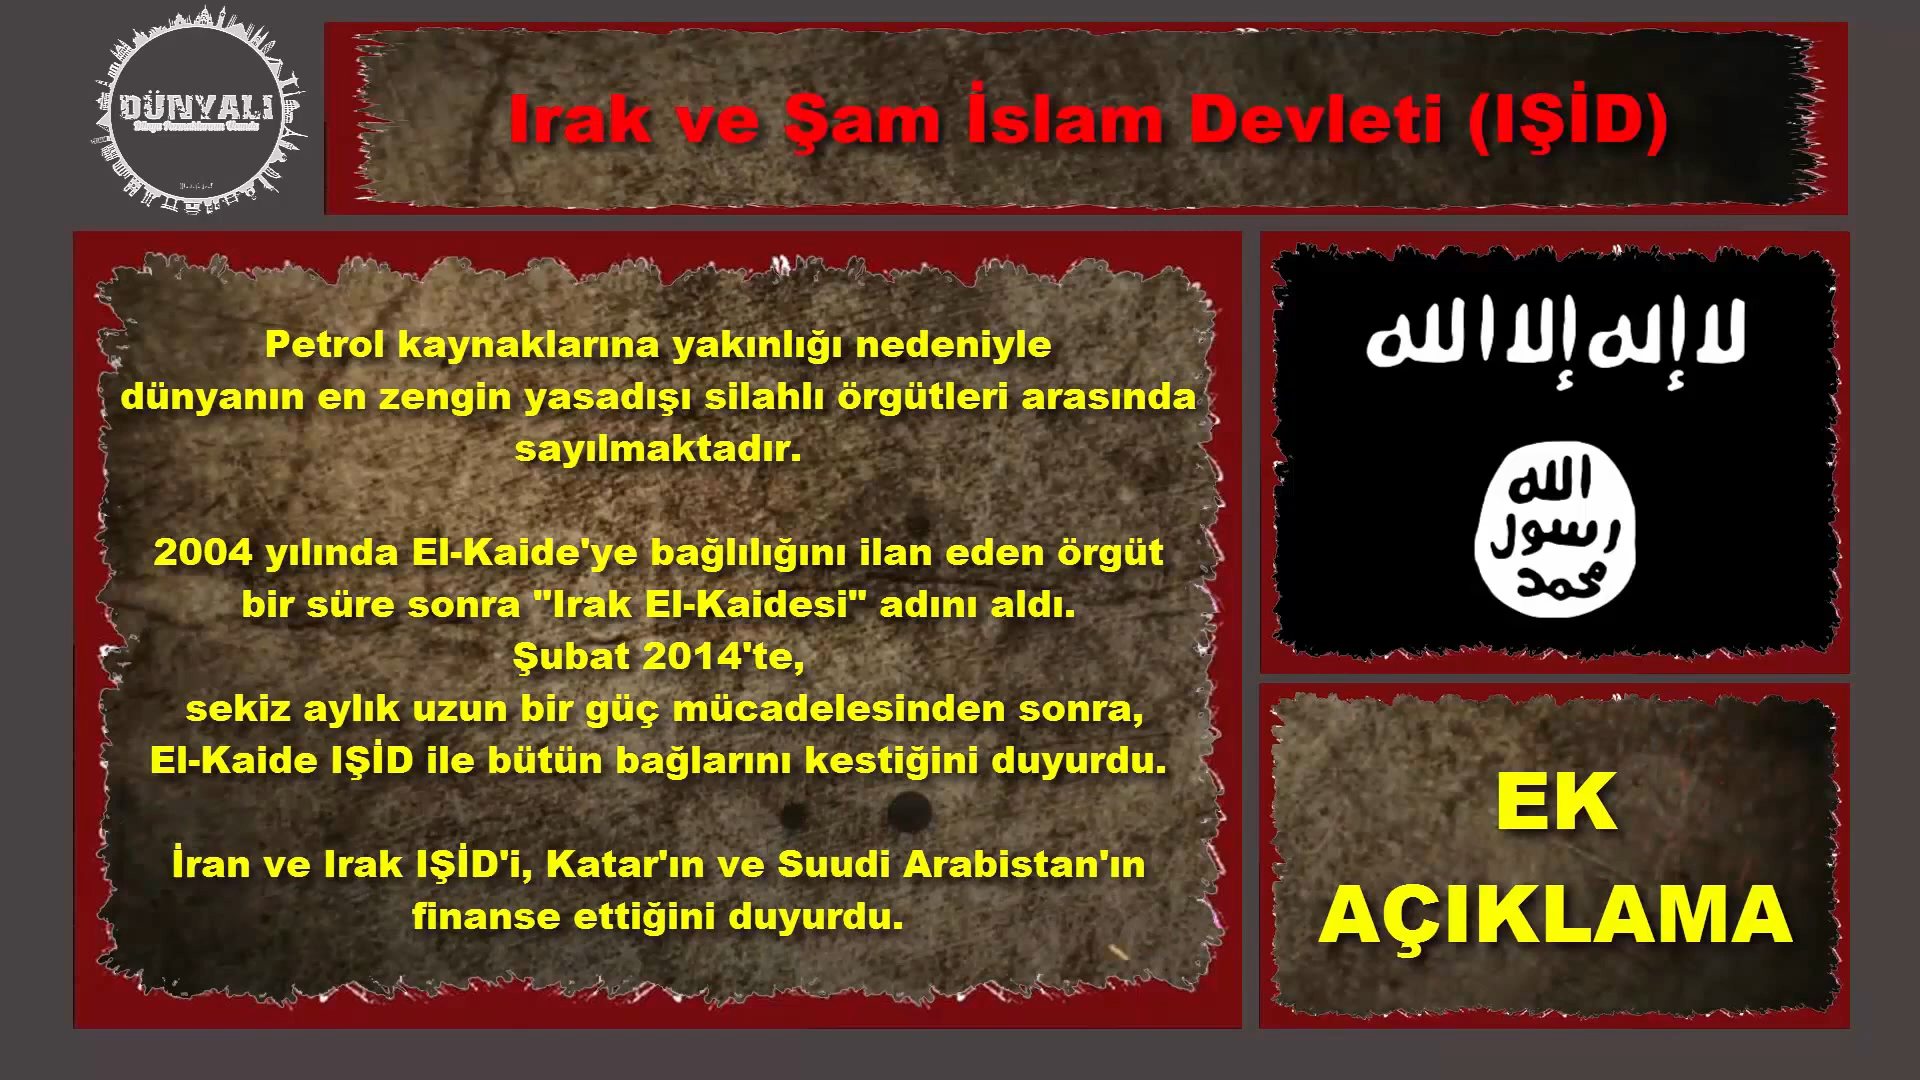 DÜNYALI
Irak ve Şam İslam Devleti (IŞİD)
Petrol kaynaklarına yakınlığı nedeniyle
dünyanın en zengin yasadışı silahlı örgütleri arasında
sayılmaktadır.
2004 yılında El-Kaide'ye bağlılığını ilan eden örgüt
bir süre sonra "Irak El-Kaidesi" adını aldı.
Şubat 2014'te,
sekiz aylık uzun bir güç mücadelesinden sonra,
El-Kaide IŞİD ile bütün bağlarını kestiğini duyurdu.
İran ve Irak IŞİD'i, Katar'ın ve Suudi Arabistan'ın
finanse ettiğini duyurdu.
لا إله إلا الله
الله
رسول
محمد
EK
AÇIKLAMA